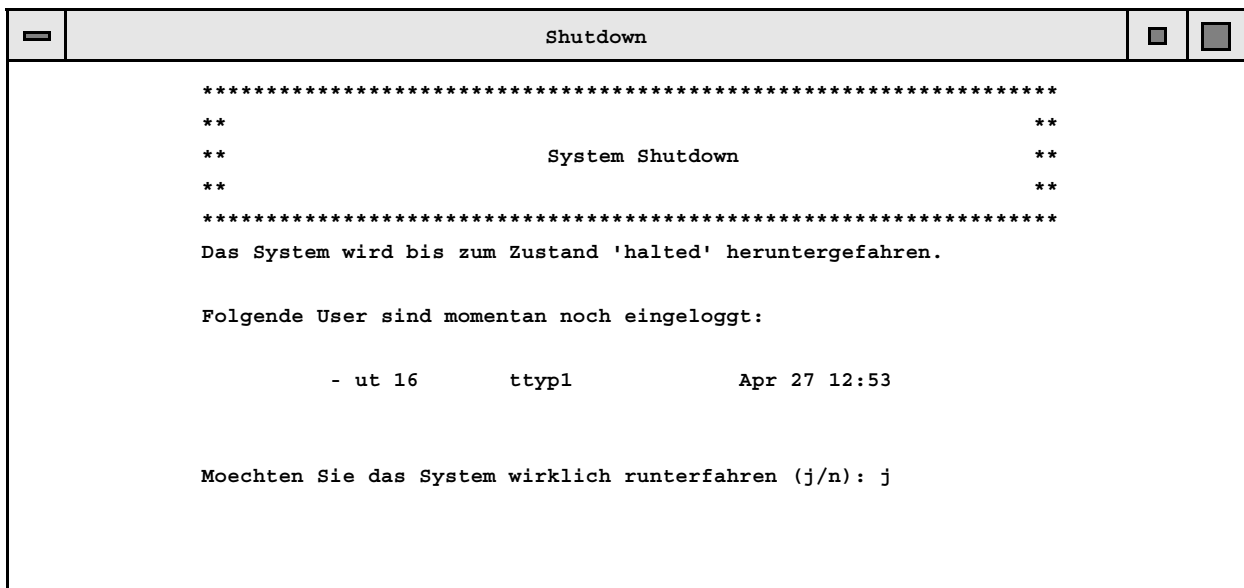 Shutdown
*******************************************************************
** **
** System Shutdown **
** **
*******************************************************************
Das System wird bis zum Zustand 'halted' heruntergefahren.
Folgende User sind momentan noch eingeloggt:
- ut 16 ttyp1 Apr 27 12:53
Moechten Sie das System wirklich runterfahren (j/n): j